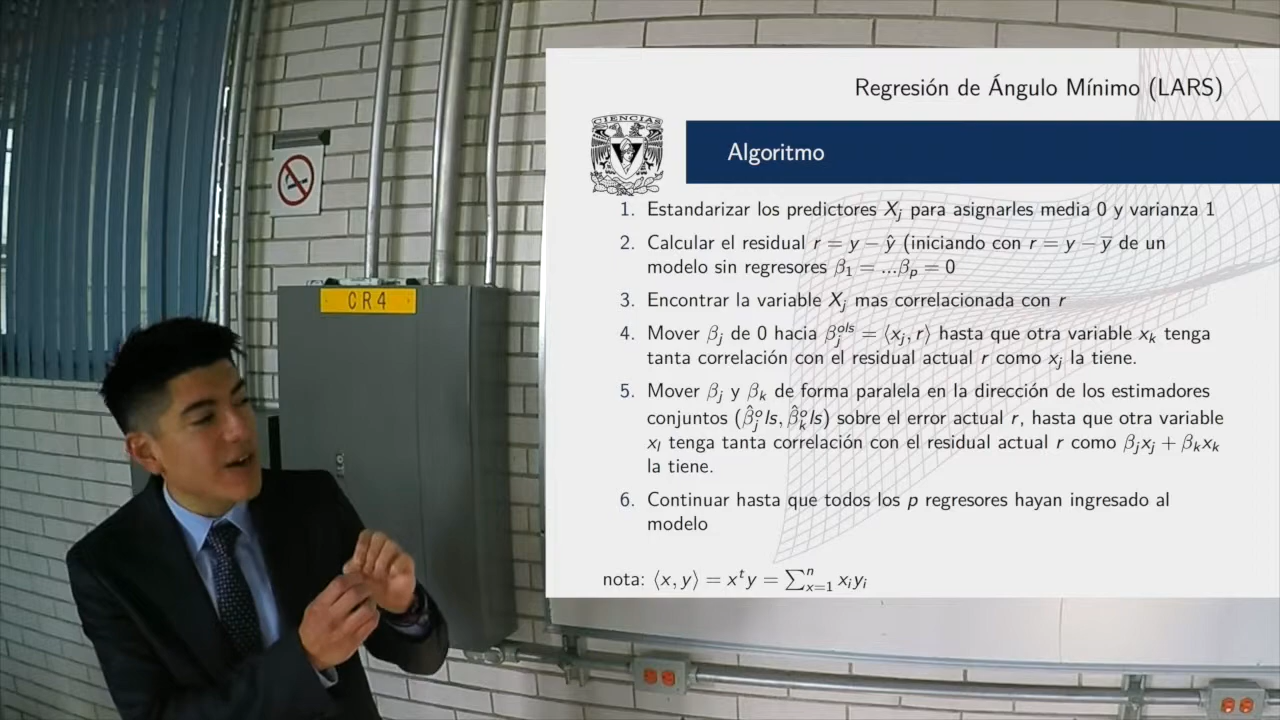 Regresión de Ángulo Mínimo (LARS)
CIENCIAS
Algoritmo
1. Estandarizar los predictores X_j para asignarles media 0 y varianza 1
2. Calcular el residual r = y − ŷ (iniciando con r = y − y̅ de un
modelo sin regresores β_1 = ...β_p = 0
3. Encontrar la variable X_j mas correlacionada con r
4. Mover β_j de 0 hacia β_j^ols = ⟨x_j, r⟩ hasta que otra variable x_k tenga
tanta correlación con el residual actual r como x_j la tiene.
5. Mover β_j y β_k de forma paralela en la dirección de los estimadores
conjuntos (β̂_j^o ls, β̂_k^o ls) sobre el error actual r, hasta que otra variable
x_l tenga tanta correlación con el residual actual r como β_j x_j + β_k x_k
la tiene.
6. Continuar hasta que todos los p regresores hayan ingresado al
modelo
nota: ⟨x, y⟩ = x^t y = ∑_{x=1}^n x_i y_i
CR4